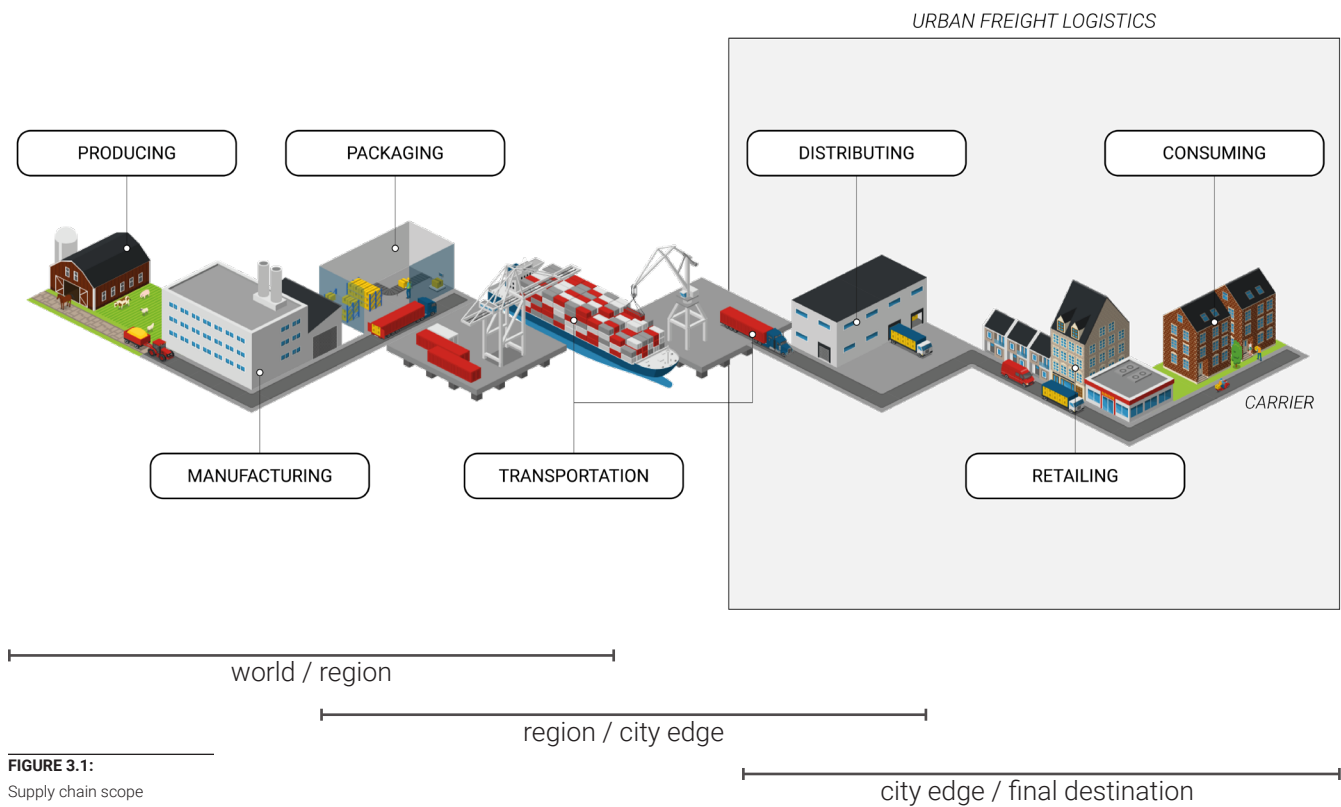 URBAN FREIGHT LOGISTICS
PRODUCING
PACKAGING
DISTRIBUTING
CONSUMING
CARRIER
MANUFACTURING
TRANSPORTATION
RETAILING
world / region
region / city edge
city edge / final destination
FIGURE 3.1:
Supply chain scope